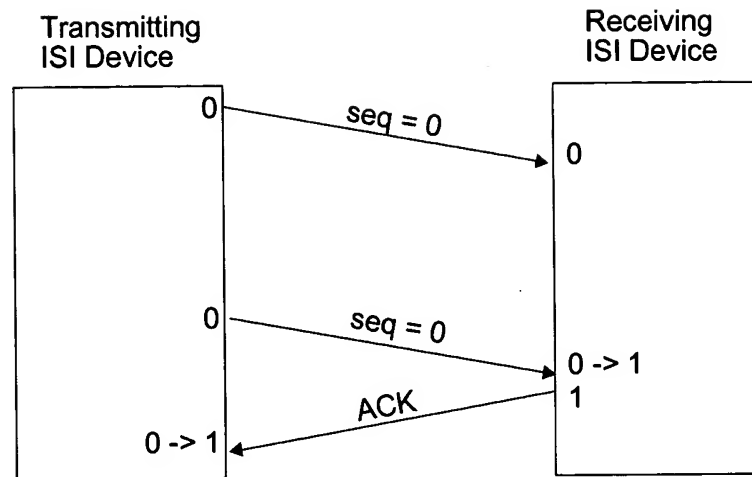 Transmitting
ISI Device
Receiving
ISI Device
0
seq = 0
0
0
seq = 0
0 -> 1
1
ACK
0 -> 1